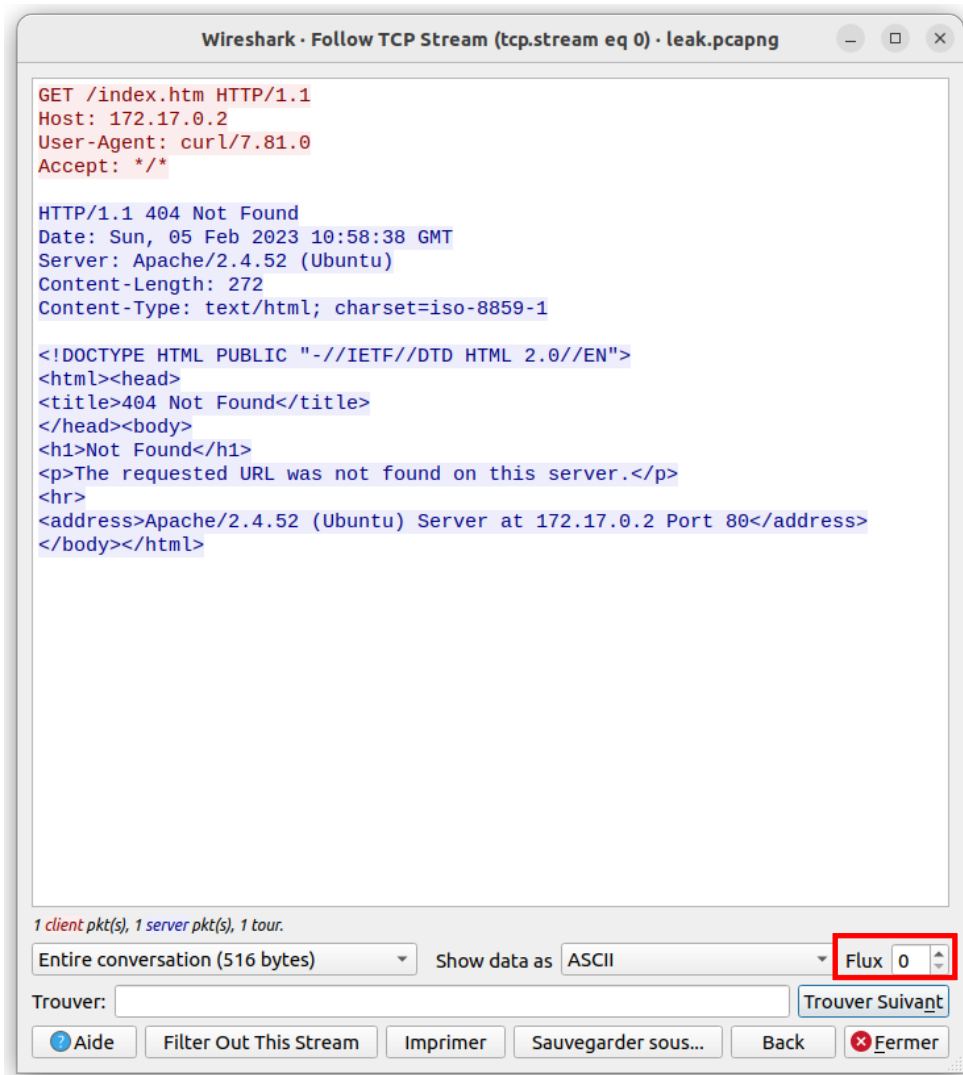 Wireshark · Follow TCP Stream (tcp.stream eq 0) · leak.pcapng
GET /index.htm HTTP/1.1
Host: 172.17.0.2
User-Agent: curl/7.81.0
Accept: */*
HTTP/1.1 404 Not Found
Date: Sun, 05 Feb 2023 10:58:38 GMT
Server: Apache/2.4.52 (Ubuntu)
Content-Length: 272
Content-Type: text/html; charset=iso-8859-1
<!DOCTYPE HTML PUBLIC "-//IETF//DTD HTML 2.0//EN">
<html><head>
<title>404 Not Found</title>
</head><body>
<h1>Not Found</h1>
<p>The requested URL was not found on this server.</p>
<hr>
<address>Apache/2.4.52 (Ubuntu) Server at 172.17.0.2 Port 80</address>
</body></html>
1 client pkt(s), 1 server pkt(s), 1 tour.
Entire conversation (516 bytes) Show data as ASCII Flux 0
Trouver: Trouver Suivant
Aide Filter Out This Stream Imprimer Sauvegarder sous... Back Fermer